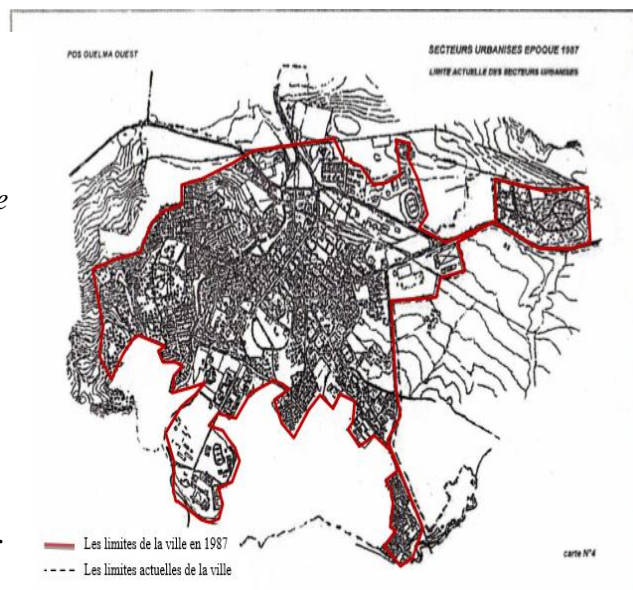 POS GUELMA OUEST
SECTEURS URBANISES EPOQUE 1987
LIMITE ACTUELLE DES SECTEURS URBANISES
e
.
Les limites de la ville en 1987
Les limites actuelles de la ville
carte N°4